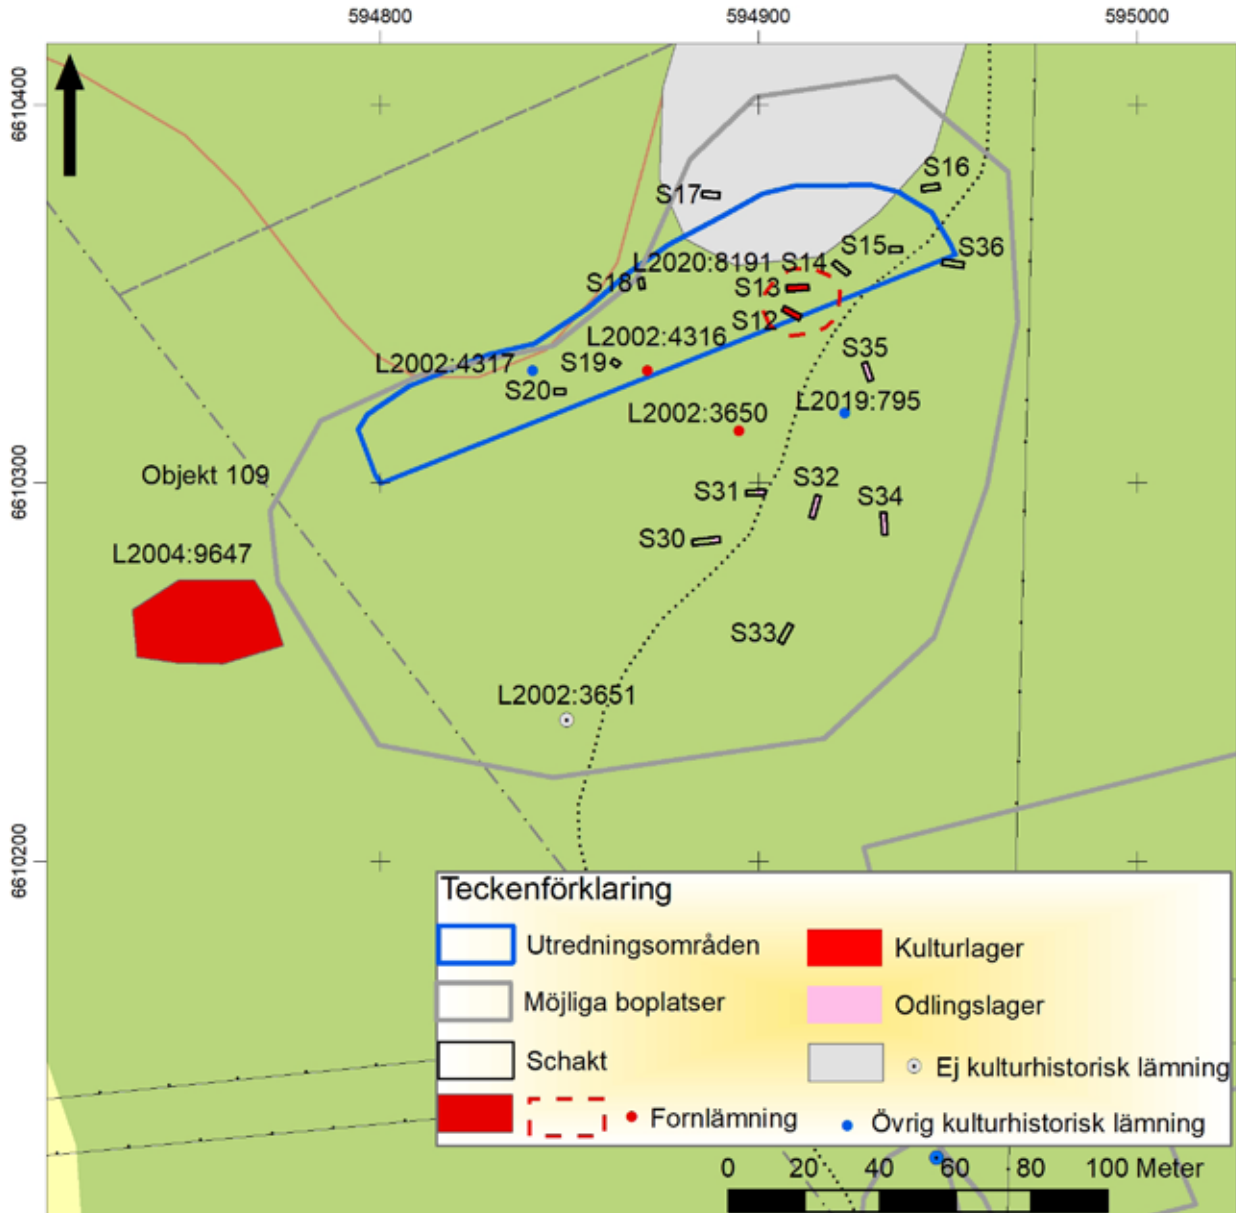 594800 594900 595000
6610400
S16
S17
S15 S36
L2020:8191 S14
S18 S13
S12
L2002:4316
S35
L2002:4317 S19
S20 L2019:795
L2002:3650
6610300
Objekt 109
S31 S32 S34
S30
L2004:9647
S33
L2002:3651
6610200
Teckenförklaring
Utredningsområden Kulturlager
Möjliga boplatser Odlingslager
Schakt Ej kulturhistorisk lämning
Fornlämning Övrig kulturhistorisk lämning
0 20 40 60 80 100 Meter